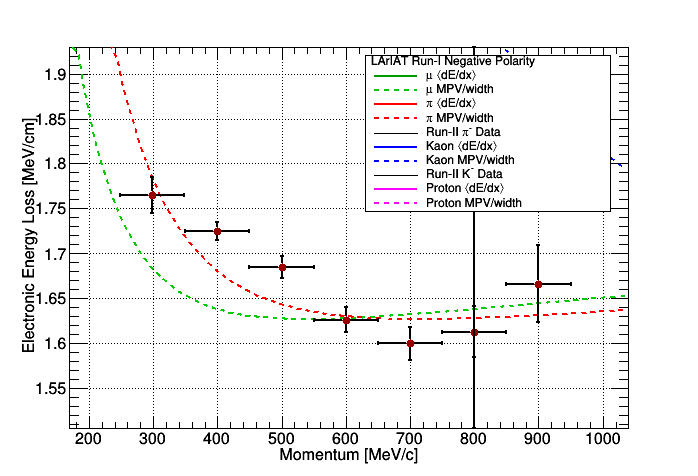 LArIAT Run-I Negative Polarity
μ ⟨dE/dx⟩
μ MPV/width
π ⟨dE/dx⟩
π MPV/width
Run-II π⁻ Data
Kaon ⟨dE/dx⟩
Kaon MPV/width
Run-II K⁻ Data
Proton ⟨dE/dx⟩
Proton MPV/width
Electronic Energy Loss [MeV/cm]
1.9
1.85
1.8
1.75
1.7
1.65
1.6
1.55
200 300 400 500 600 700 800 900 1000
Momentum [MeV/c]